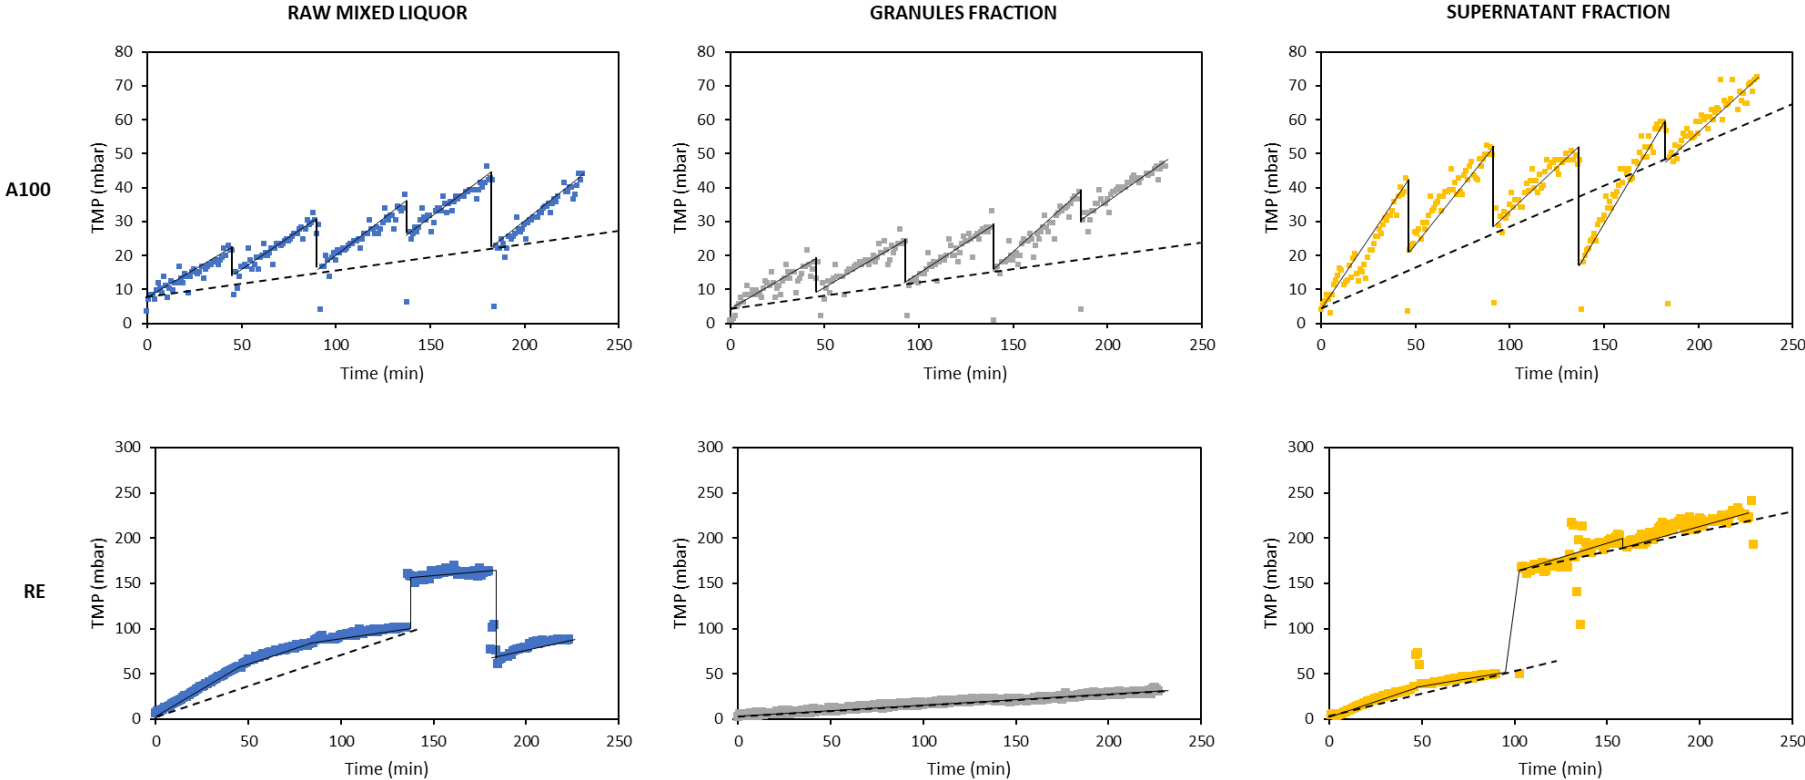 RAW MIXED LIQUOR GRANULES FRACTION SUPERNATANT FRACTION
A100
TMP (mbar)
80
70
60
50
40
30
20
10
0
0 50 100 150 200 250
Time (min)
TMP (mbar)
80
70
60
50
40
30
20
10
0
0 50 100 150 200 250
Time (min)
TMP (mbar)
80
70
60
50
40
30
20
10
0
0 50 100 150 200 250
Time (min)
RE
TMP (mbar)
300
250
200
150
100
50
0
0 50 100 150 200 250
Time (min)
TMP (mbar)
300
250
200
150
100
50
0
0 50 100 150 200 250
Time (min)
TMP (mbar)
300
250
200
150
100
50
0
0 50 100 150 200 250
Time (min)